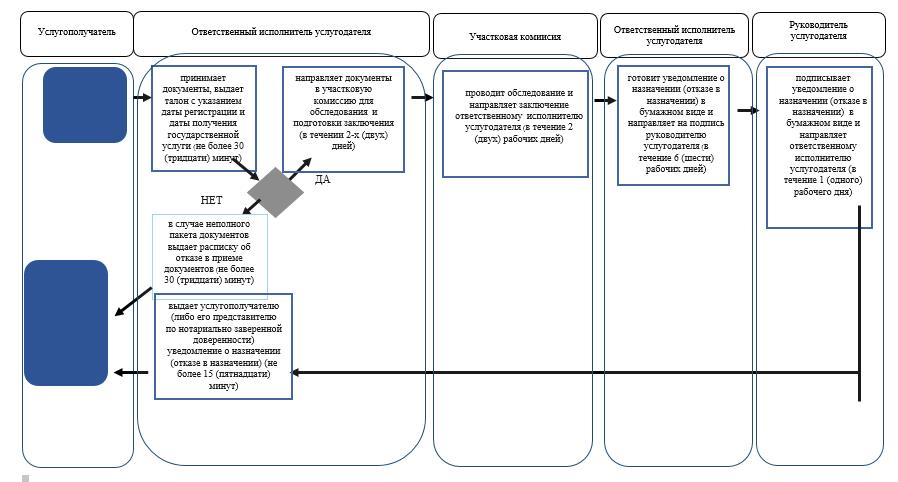 Услугополучатель
Ответственный исполнитель услугодателя
Участковая комиссия
Ответственный исполнитель
услугодателя
Руководитель
услугодателя
принимает
документы, выдает
талон с указанием
даты регистрации и
даты получения
государственной
услуги (не более 30
(тридцати) минут)
направляет документы
в участковую
комиссию для
обследования и
подготовки заключения
(в течении 2-х (двух)
дней)
проводит обследование и
направляет заключение
ответственному исполнителю
услугодателя (в течение 2
(двух) рабочих дней)
готовит уведомление о
назначении (отказе в
назначении) в
бумажном виде и
направляет на подпись
руководителю
услугодателя (в
течение 6 (шести)
рабочих дней)
подписывает
уведомление о
назначении (отказе в
назначении) в
бумажном виде и
направляет
ответственному
исполнителю
услугодателя (в
течение 1 (одного)
рабочего дня)
ДА
НЕТ
в случае неполного
пакета документов
выдает расписку об
отказе в приеме
документов (не более
30 (тридцати) минут)
выдает услугополучателю
(либо его представителю
по нотариально заверенной
доверенности)
уведомление о назначении
(отказе в назначении) (не
более 15 (пятнадцати)
минут)